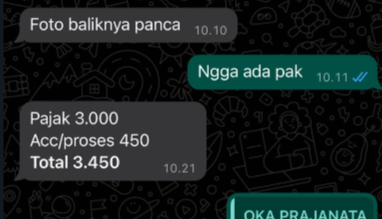 Foto baliknya panca 10.10
Ngga ada pak 10.11
Pajak 3.000
Acc/proses 450
Total 3.450 10.21
OKA PRAJANATA